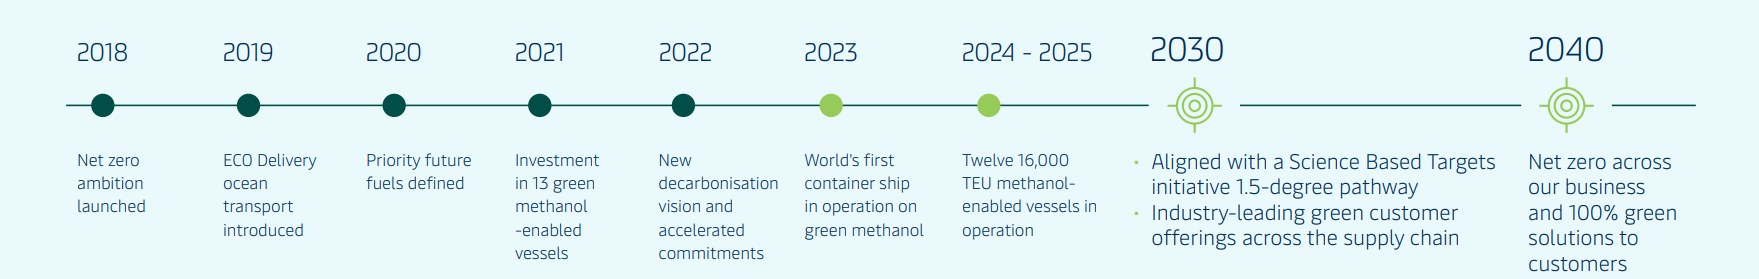 2018
Net zero
ambition
launched
2019
ECO Delivery
ocean
transport
introduced
2020
Priority future
fuels defined
2021
Investment
in 13 green
methanol
-enabled
vessels
2022
New
decarbonisation
vision and
accelerated
commitments
2023
World's first
container ship
in operation on
green methanol
2024 - 2025
Twelve 16,000
TEU methanol-
enabled vessels in
operation
2030
• Aligned with a Science Based Targets
initiative 1.5-degree pathway
• Industry-leading green customer
offerings across the supply chain
2040
Net zero across
our business
and 100% green
solutions to
customers